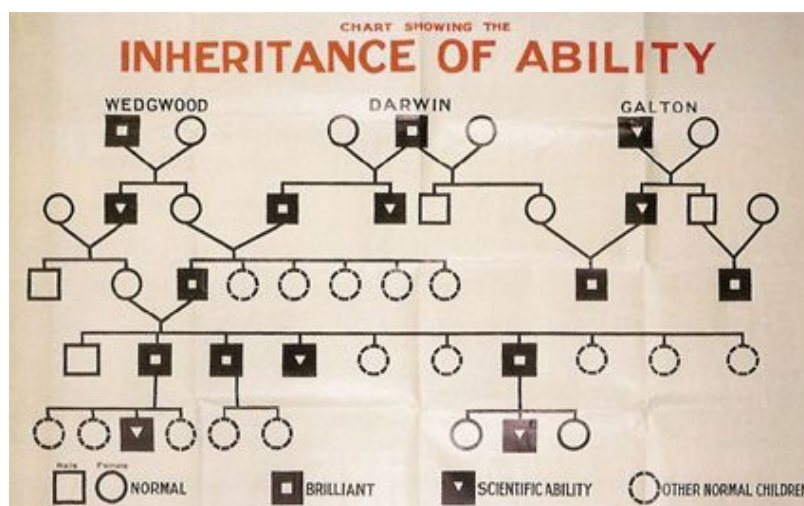 CHART SHOWING THE
INHERITANCE OF ABILITY
WEDGWOOD DARWIN GALTON
Male Female
NORMAL BRILLIANT SCIENTIFIC ABILITY OTHER NORMAL CHILDREN